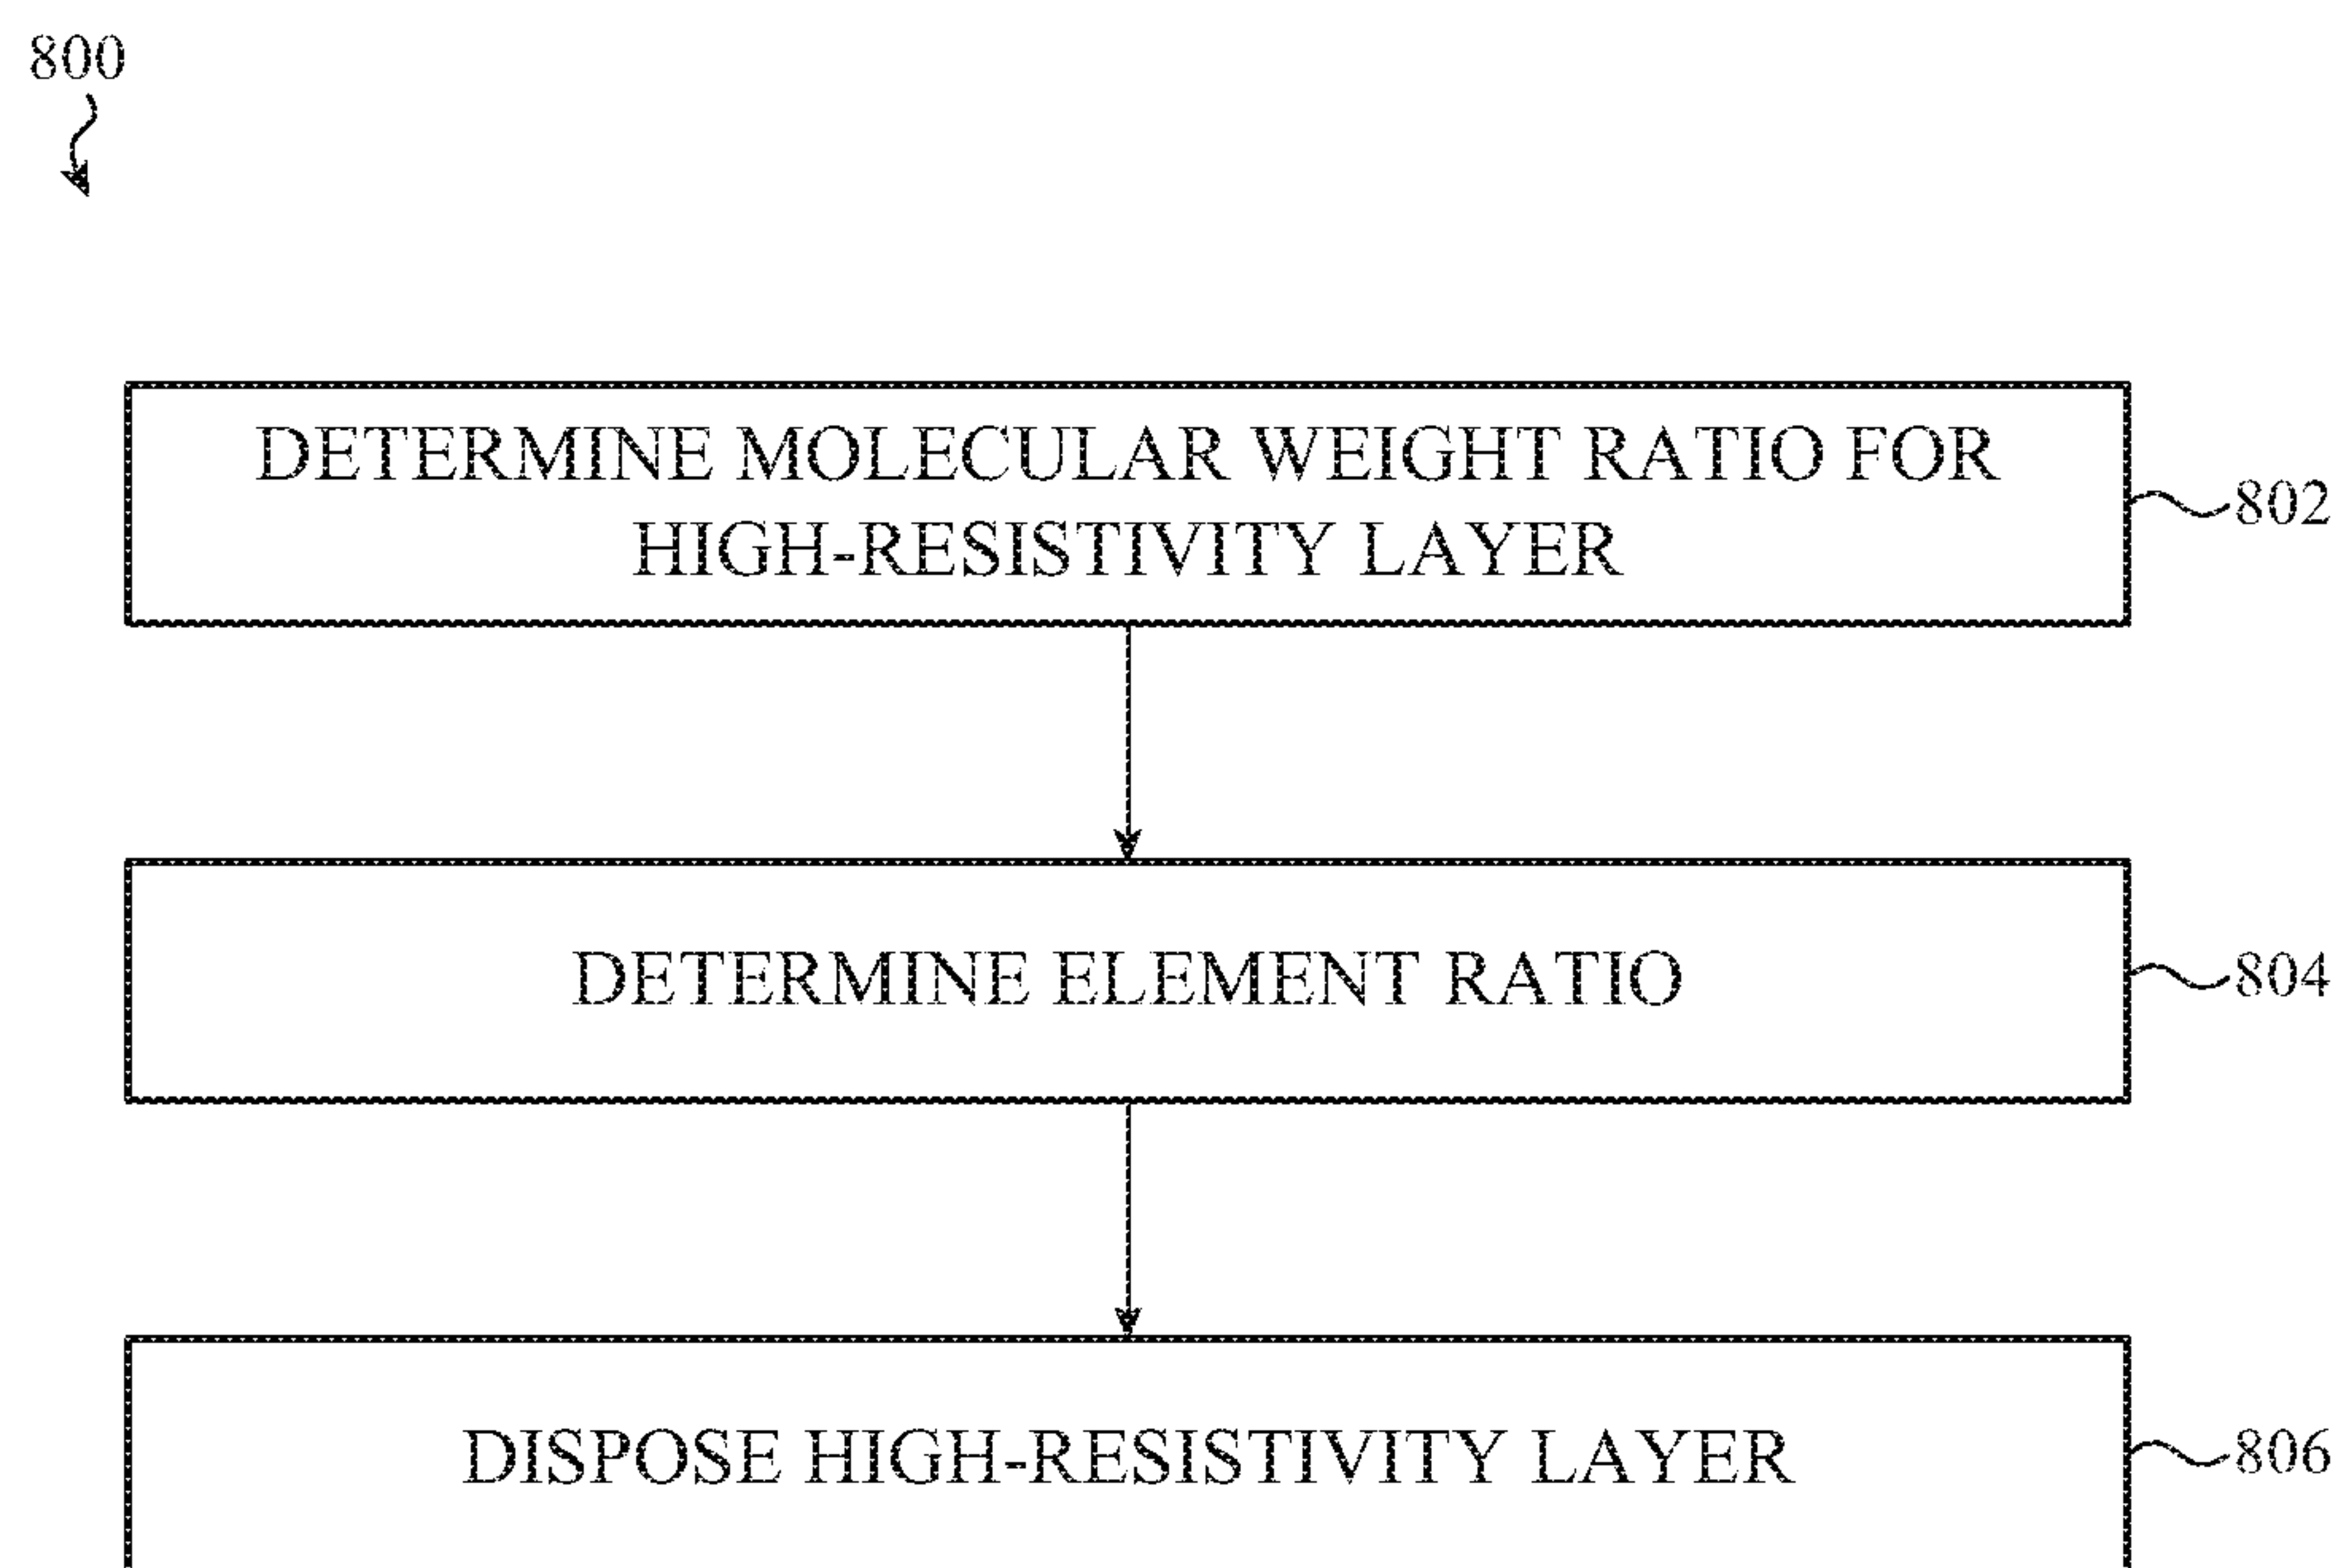 800
DETERMINE MOLECULAR WEIGHT RATIO FOR
HIGH-RESISTIVITY LAYER
802
DETERMINE ELEMENT RATIO
804
DISPOSE HIGH-RESISTIVITY LAYER
806